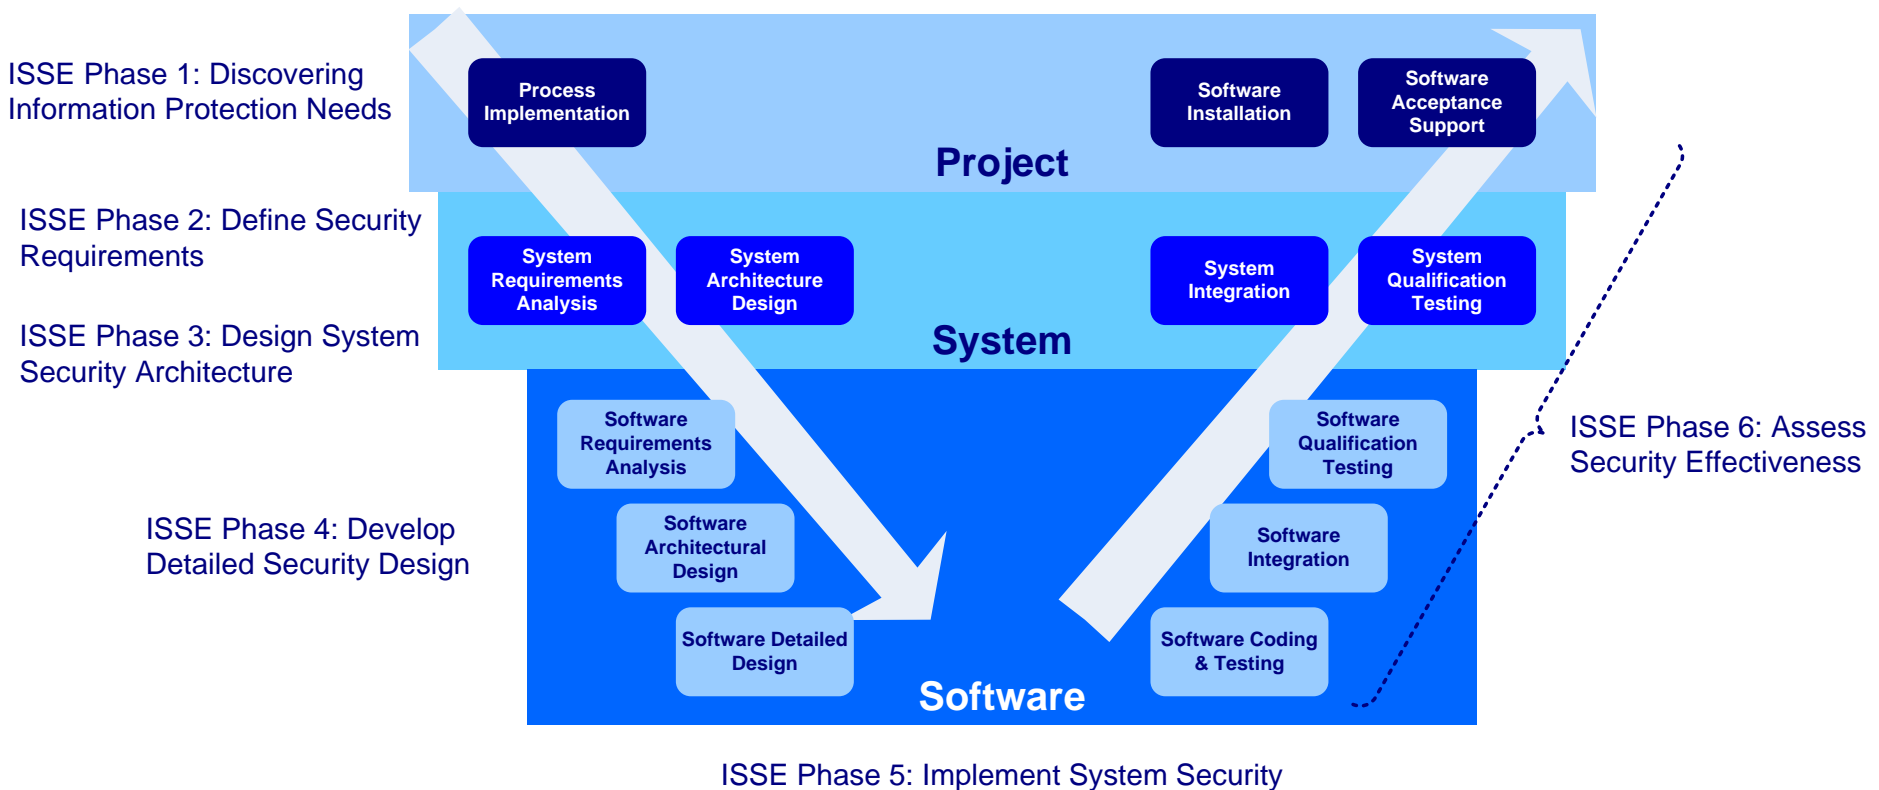 ISSE Phase 1: Discovering
Information Protection Needs
Process
Implementation
Software
Installation
Software
Acceptance
Support
Project
ISSE Phase 2: Define Security
Requirements
System
Requirements
Analysis
System
Architecture
Design
System
Integration
System
Qualification
Testing
ISSE Phase 3: Design System
Security Architecture
System
Software
Requirements
Analysis
Software
Qualification
Testing
ISSE Phase 6: Assess
Security Effectiveness
ISSE Phase 4: Develop
Detailed Security Design
Software
Architectural
Design
Software
Integration
Software Detailed
Design
Software Coding
& Testing
Software
ISSE Phase 5: Implement System Security